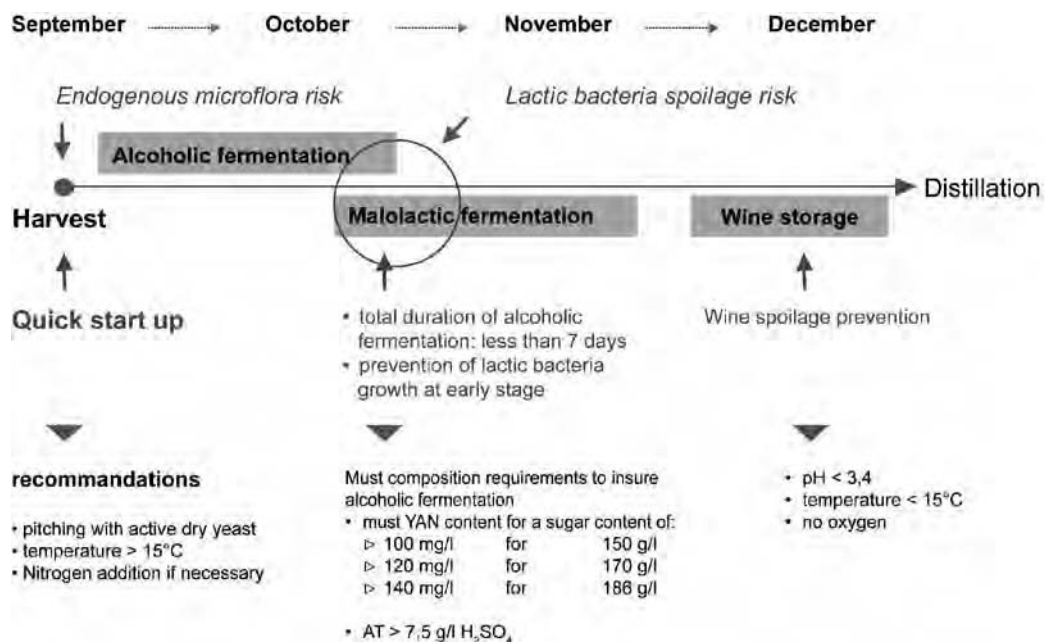 September October November December
Endogenous microflora risk
Lactic bacteria spoilage risk
Alcoholic fermentation
Distillation
Harvest
Malolactic fermentation
Wine storage
Quick start up
• total duration of alcoholic
fermentation: less than 7 days
• prevention of lactic bacteria
growth at early stage
Wine spoilage prevention
recommandations
• pitching with active dry yeast
• temperature > 15°C
• Nitrogen addition if necessary
Must composition requirements to insure
alcoholic fermentation
• must YAN content for a sugar content of:
▹ 100 mg/l for 150 g/l
▹ 120 mg/l for 170 g/l
▹ 140 mg/l for 186 g/l
• AT > 7,5 g/l H₂SO₄
• pH < 3,4
• temperature < 15°C
• no oxygen